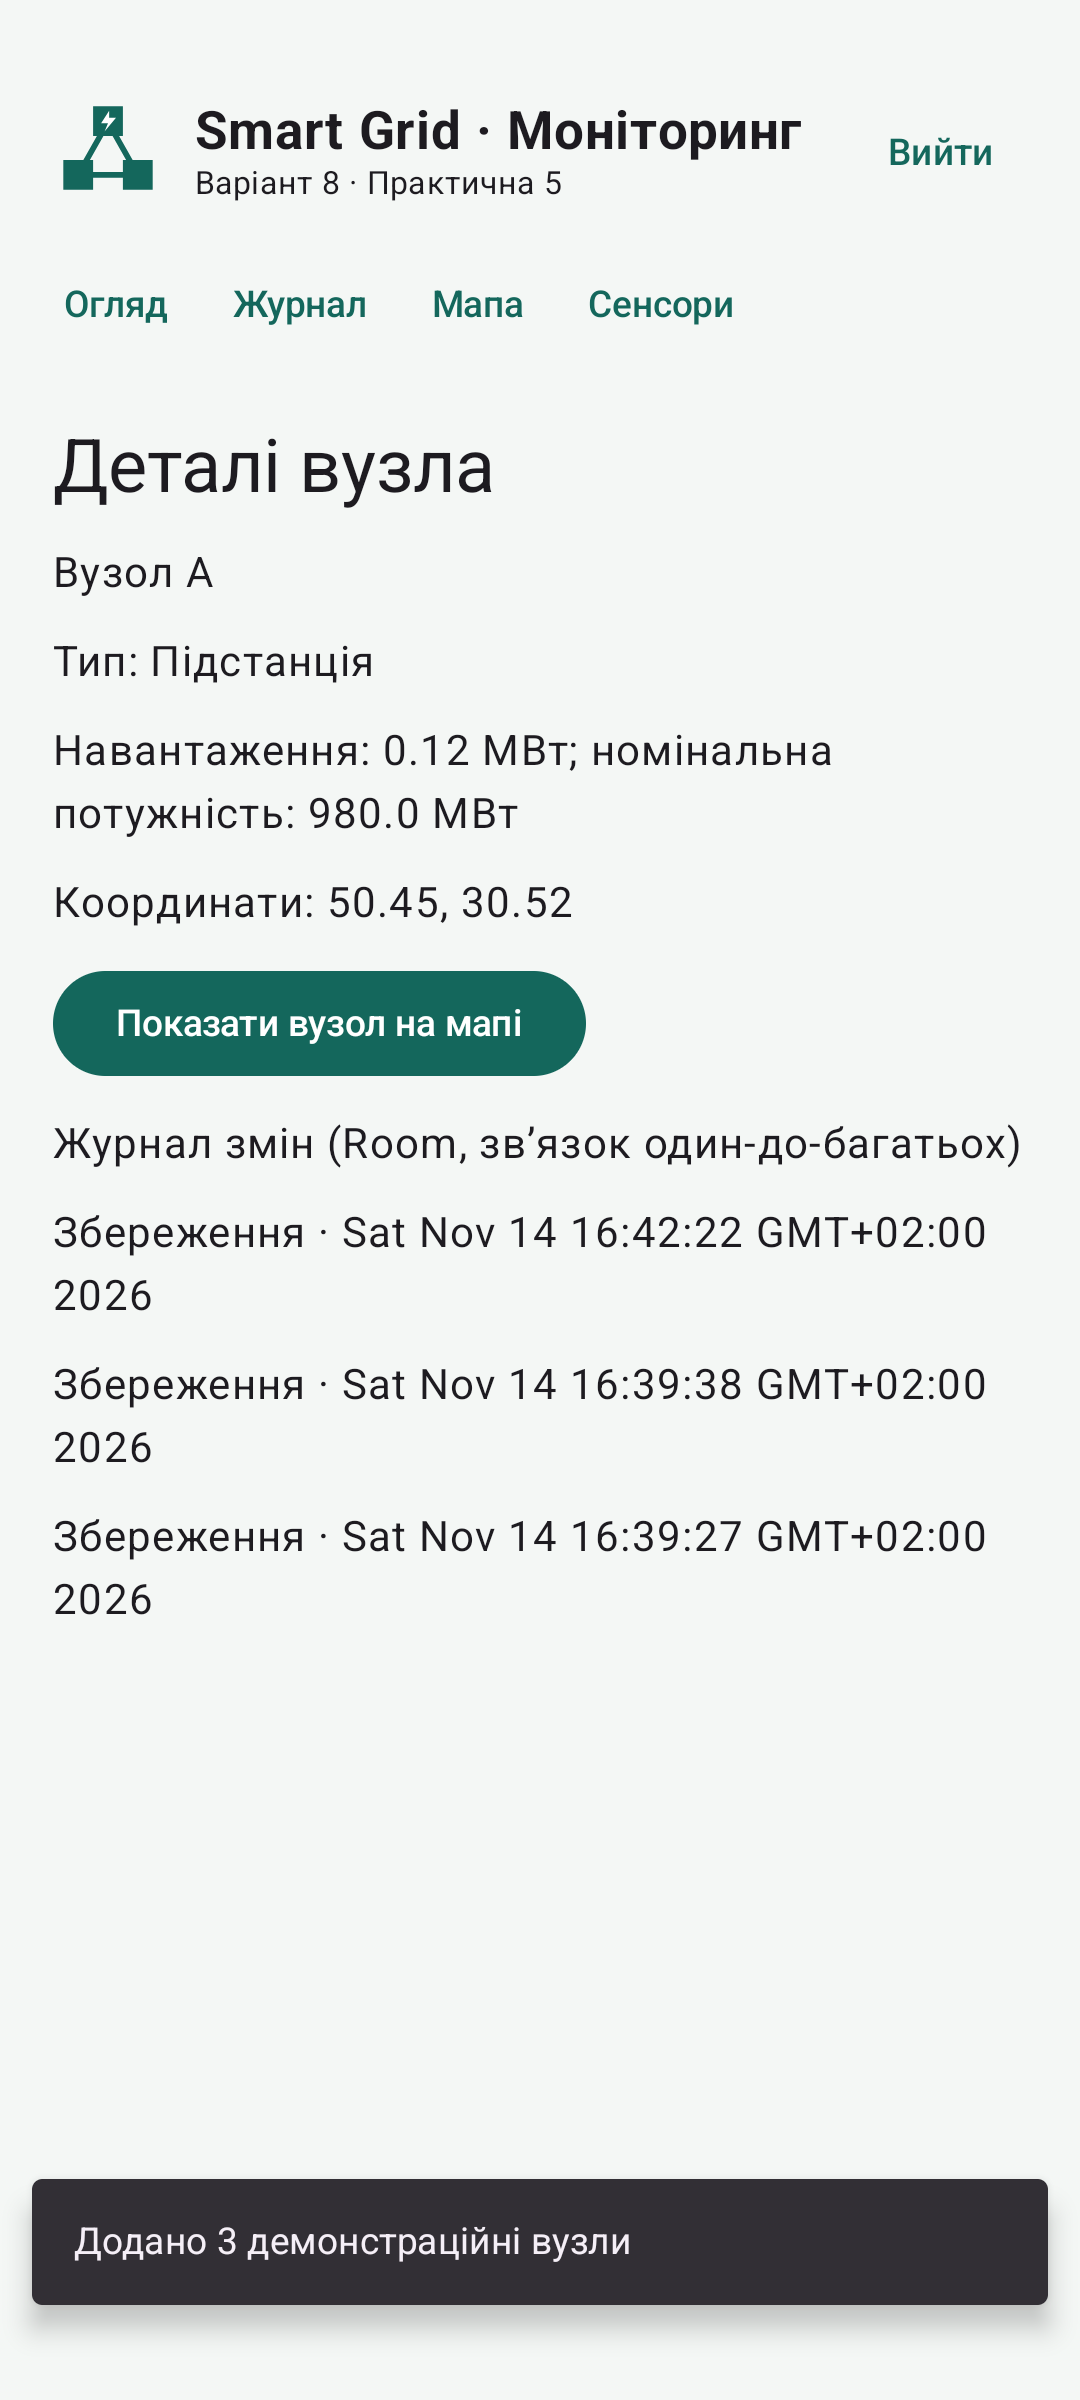 Smart Grid · Моніторинг
Варіант 8 · Практична 5
Вийти
Огляд
Журнал
Мапа
Сенсори
Деталі вузла
Вузол А
Тип: Підстанція
Навантаження: 0.12 МВт; номінальна
потужність: 980.0 МВт
Координати: 50.45, 30.52
Показати вузол на мапі
Журнал змін (Room, зв’язок один-до-багатьох)
Збереження · Sat Nov 14 16:42:22 GMT+02:00
2026
Збереження · Sat Nov 14 16:39:38 GMT+02:00
2026
Збереження · Sat Nov 14 16:39:27 GMT+02:00
2026
Додано 3 демонстраційні вузли